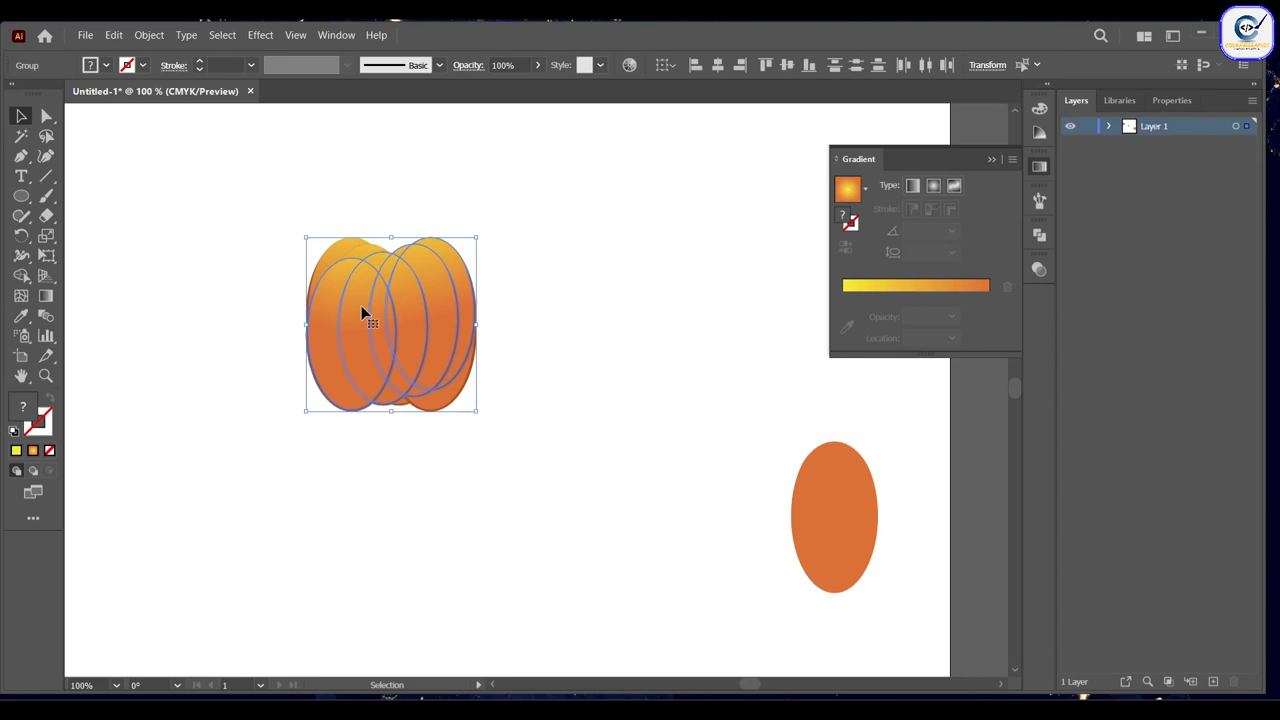 Ai File Edit Object Type Select Effect View Window Help
Group ? Stroke: Basic Opacity: 100% Style: Transform
Untitled-1* @ 100 % (CMYK/Preview)
Layers Libraries Properties
Layer 1
Gradient
Type:
? Stroke:
Opacity:
Location:
?
100% 0° 1 Selection
1 Layer